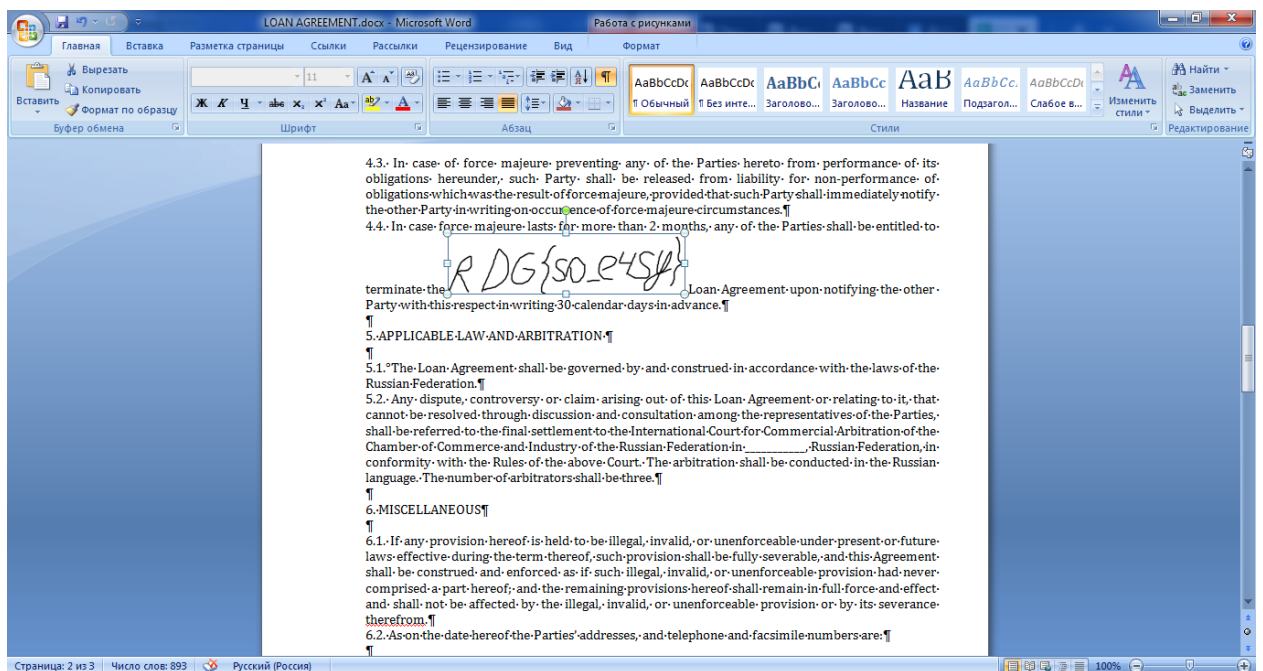 LOAN AGREEMENT.docx - Microsoft Word
Работа с рисунками
Главная Вставка Разметка страницы Ссылки Рассылки Рецензирование Вид Формат
Вставить
Вырезать
Копировать
Формат по образцу
Буфер обмена
11
Ж К Ч abe x₂ x² Aa
Шрифт
Абзац
AaBbCcDc AaBbCcDc AaBbC AaBbCc AaB AaBbCc. AaBbCcDc
¶ Обычный ¶ Без инте... Заголово... Заголово... Название Подзагол... Слабое в...
Изменить стили
Стили
Найти
Заменить
Выделить
Редактирование
4.3. In case of force majeure preventing any of the Parties hereto from performance of its
obligations hereunder, such Party shall be released from liability for non-performance of
obligations which was the result of force majeure, provided that such Party shall immediately notify
the other Party in writing on occurrence of force majeure circumstances.¶
4.4. In case force majeure lasts for more than 2 months, any of the Parties shall be entitled to
RDG{so_e4sy}
terminate the Loan Agreement upon notifying the other
Party with this respect in writing 30 calendar days in advance.¶
¶
5. APPLICABLE LAW AND ARBITRATION ¶
¶
5.1.°The Loan Agreement shall be governed by and construed in accordance with the laws of the
Russian Federation.¶
5.2. Any dispute, controversy or claim arising out of this Loan Agreement or relating to it, that
cannot be resolved through discussion and consultation among the representatives of the Parties,
shall be referred to the final settlement to the International Court for Commercial Arbitration of the
Chamber of Commerce and Industry of the Russian Federation in ___________, Russian Federation, in
conformity with the Rules of the above Court. The arbitration shall be conducted in the Russian
language. The number of arbitrators shall be three.¶
¶
6. MISCELLANEOUS¶
¶
6.1. If any provision hereof is held to be illegal, invalid, or unenforceable under present or future
laws effective during the term thereof, such provision shall be fully severable, and this Agreement
shall be construed and enforced as if such illegal, invalid, or unenforceable provision had never
comprised a part hereof; and the remaining provisions hereof shall remain in full force and effect
and shall not be affected by the illegal, invalid, or unenforceable provision or by its severance
therefrom.¶
6.2. As on the date hereof the Parties' addresses, and telephone and facsimile numbers are:¶
¶
Страница: 2 из 3 Число слов: 893 Русский (Россия) 100%